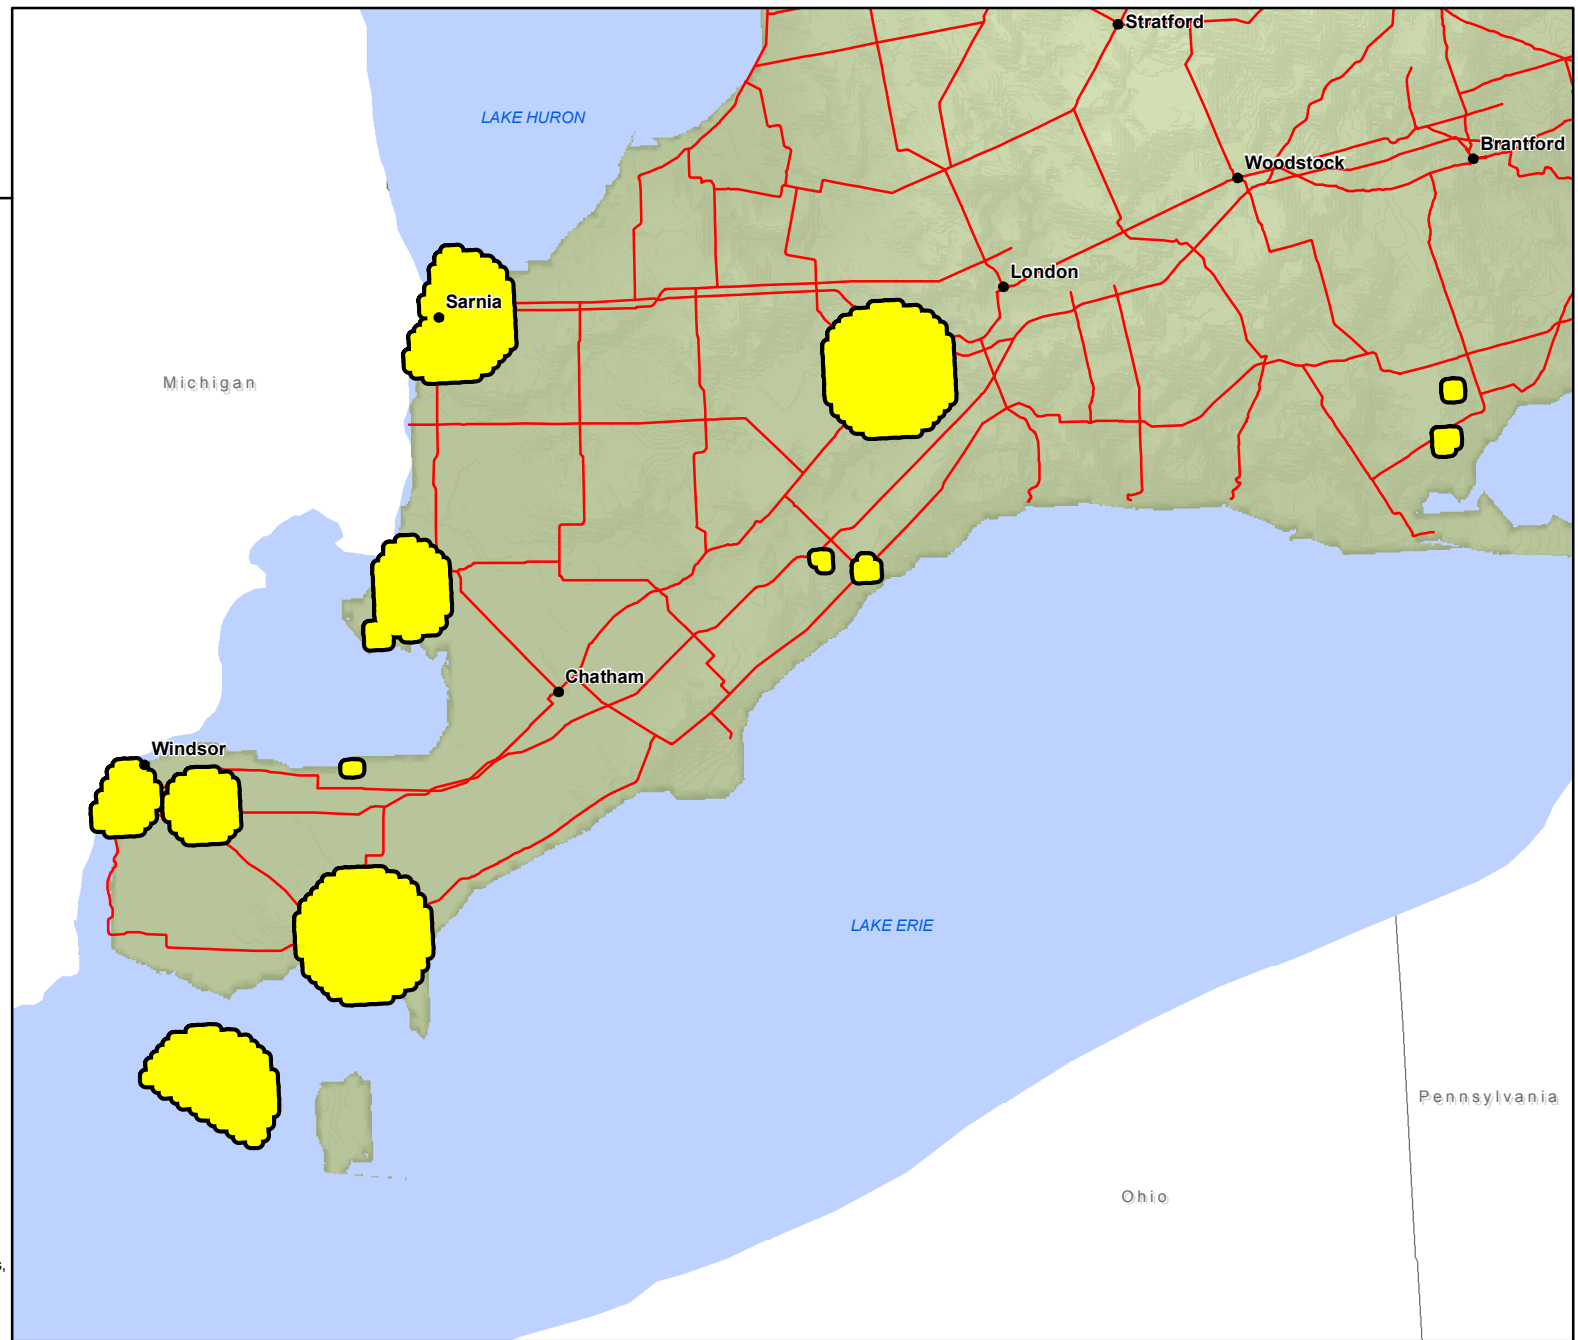 Stratford
LAKE HURON
Brantford
Woodstock
London
Sarnia
Michigan
Chatham
Windsor
LAKE ERIE
Pennsylvania
Ohio